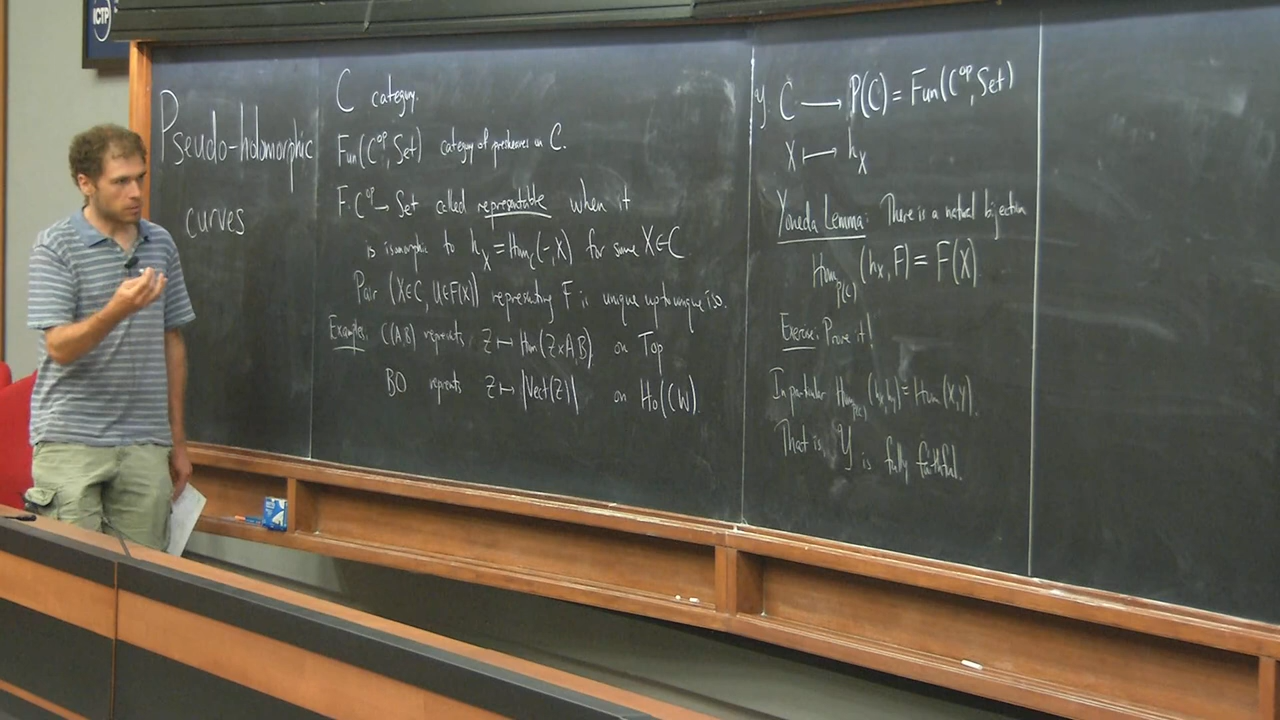 ICTP
Pseudo-holomorphic
curves
C category.
Fun(C^op, Set) category of presheaves on C.
F: C^op → Set called representable when it
is isomorphic to h_X = Hom_C(-, X) for some X ∈ C
Pair (X ∈ C, U ∈ F(X)) representing F is unique up to unique iso.
Examples: C(A,B) represents Z ↦ Hom(Z×A, B) on Top
BO repents Z ↦ |Vect(Z)| on Ho(CW).
Y: C → P(C) = Fun(C^op, Set)
X ↦ h_X
Yoneda Lemma: There is a natural bijection
Hom_P(C) (h_X, F) = F(X).
Exercise: Prove it!
In particular Hom_P(C) (h_X, h_Y) = Hom(X,Y).
That is Y is fully faithful.